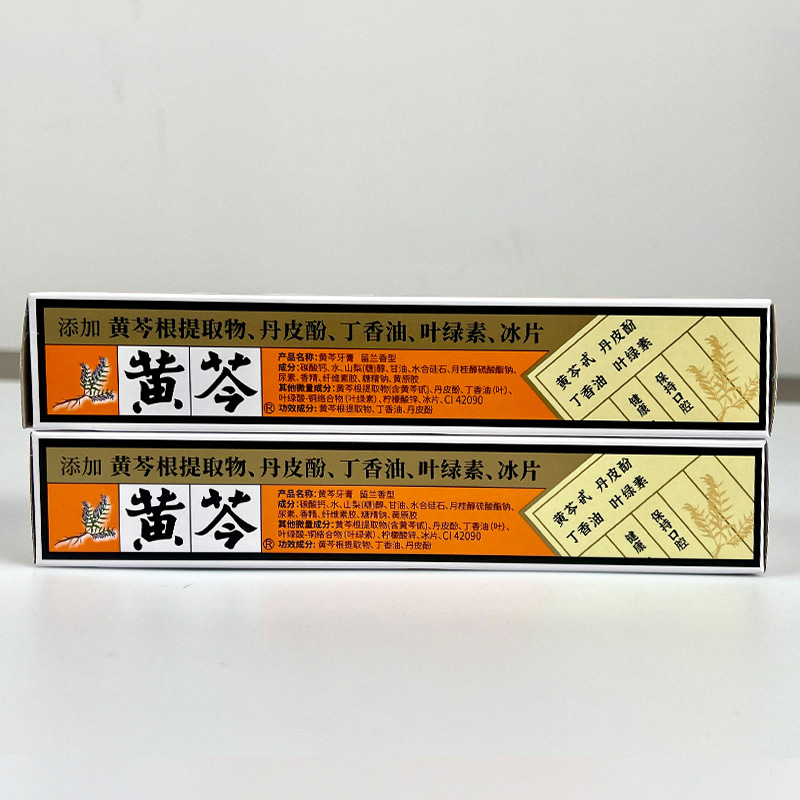 添加 黄芩根提取物、丹皮酚、丁香油、叶绿素、冰片
黄芩
®
产品名称:黄芩牙膏 留兰香型
成分:碳酸钙、水、山梨(糖)醇、甘油、水合硅石、月桂醇硫酸酯钠、
尿素、香精、纤维素胶、糖精钠、黄原胶
其他微量成分:黄芩根提取物(含黄芩甙)、丹皮酚、丁香油(叶)、
叶绿酸-铜络合物(叶绿素)、柠檬酸锌、冰片、CI 42090
功效成分:黄芩根提取物、丁香油、丹皮酚
黄芩甙 丹皮酚
丁香油 叶绿素
保持口腔
健康
添加 黄芩根提取物、丹皮酚、丁香油、叶绿素、冰片
黄芩
®
产品名称:黄芩牙膏 留兰香型
成分:碳酸钙、水、山梨(糖)醇、甘油、水合硅石、月桂醇硫酸酯钠、
尿素、香精、纤维素胶、糖精钠、黄原胶
其他微量成分:黄芩根提取物(含黄芩甙)、丹皮酚、丁香油(叶)、
叶绿酸-铜络合物(叶绿素)、柠檬酸锌、冰片、CI 42090
功效成分:黄芩根提取物、丁香油、丹皮酚
黄芩甙 丹皮酚
丁香油 叶绿素
保持口腔
健康